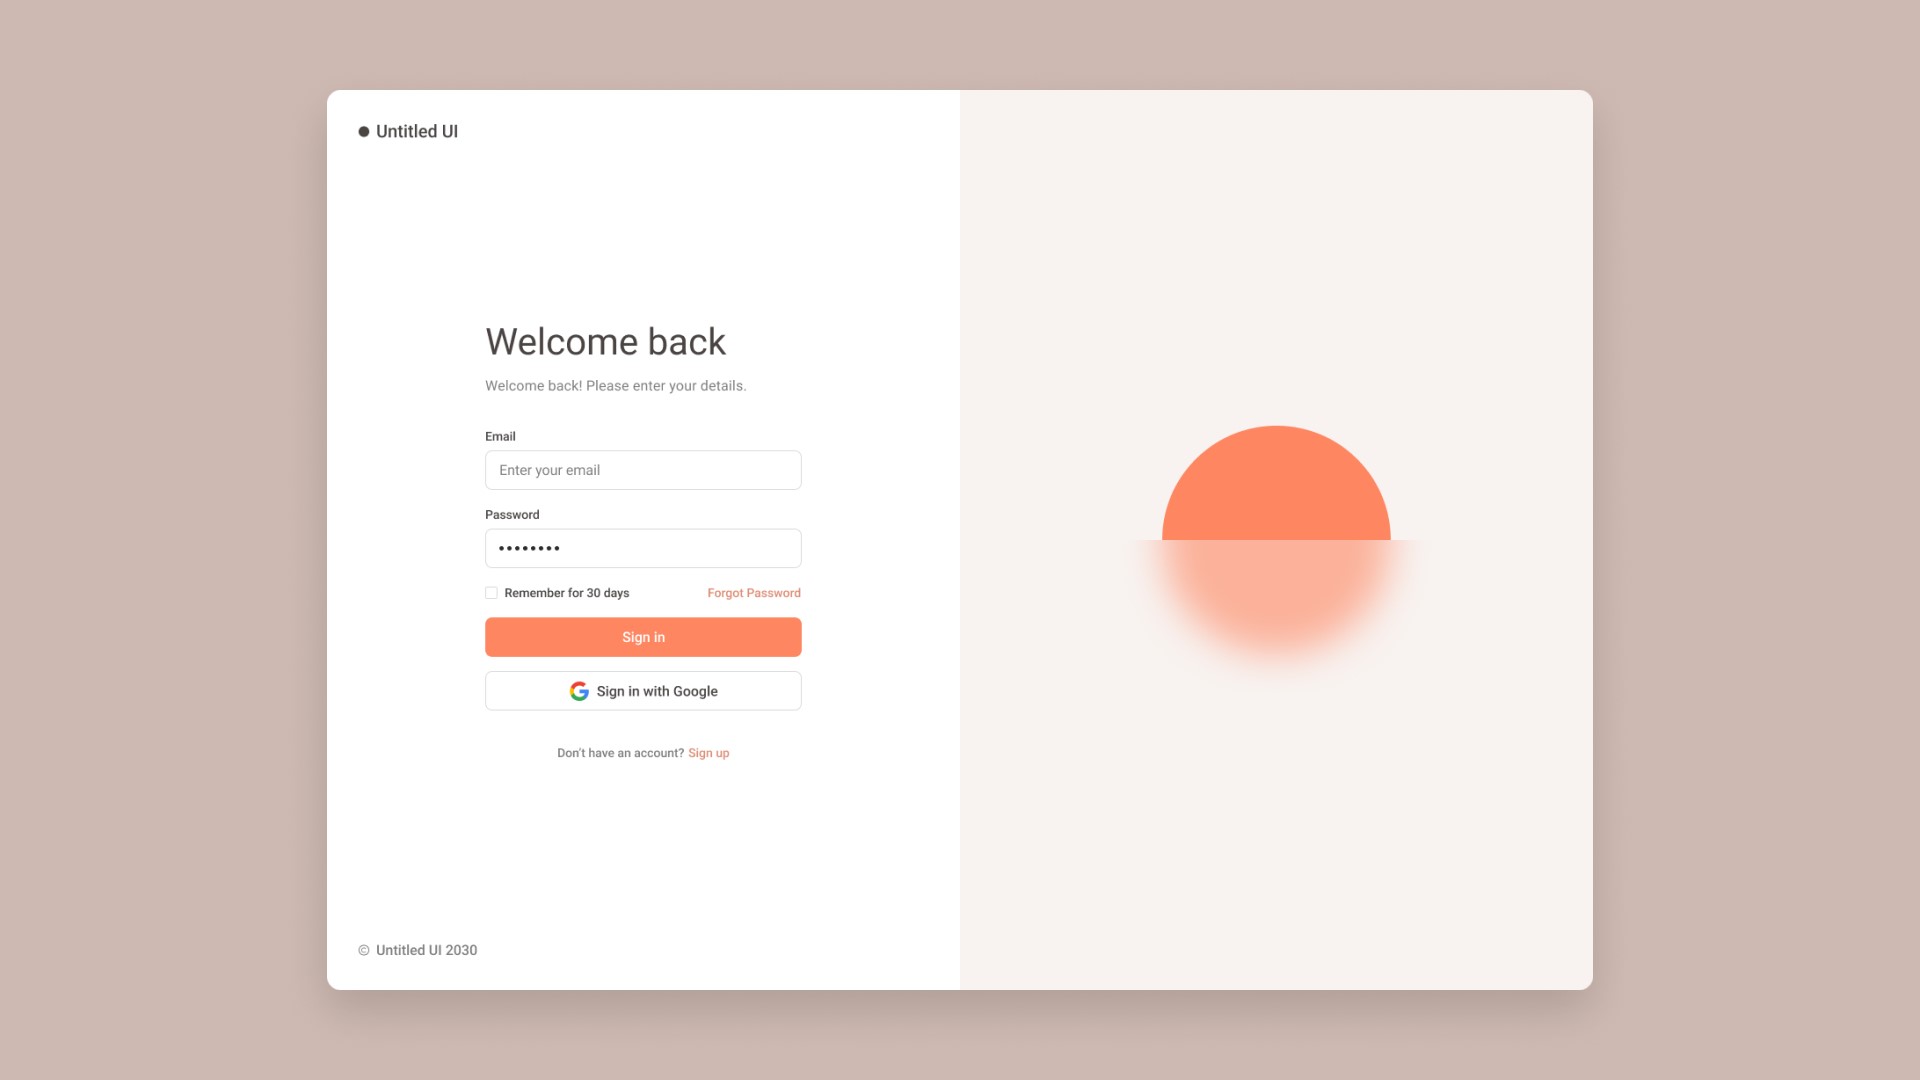 Untitled UI
Welcome back
Welcome back! Please enter your details.
Email
Enter your email
Password
••••••••
Remember for 30 days
Forgot Password
Sign in
Sign in with Google
Don't have an account? Sign up
© Untitled UI 2030